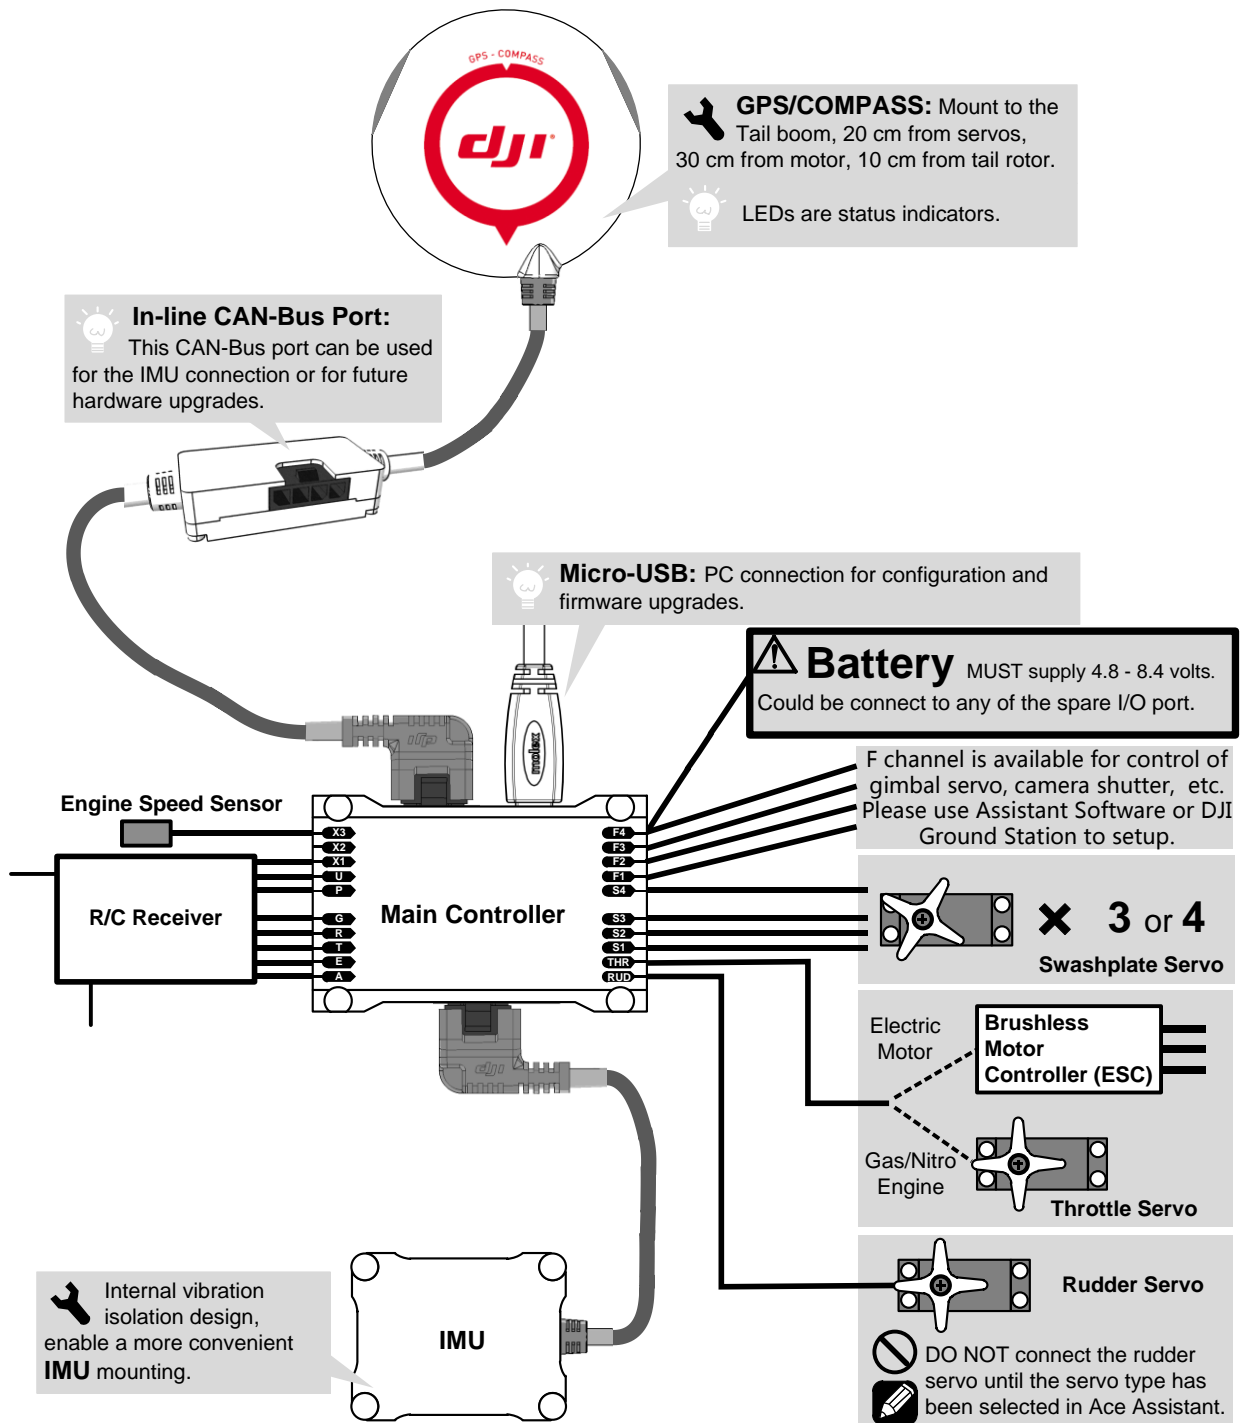 GPS - COMPASS
dji
GPS/COMPASS: Mount to the
Tail boom, 20 cm from servos,
30 cm from motor, 10 cm from tail rotor.
LEDs are status indicators.
In-line CAN-Bus Port:
This CAN-Bus port can be used
for the IMU connection or for future
hardware upgrades.
Micro-USB: PC connection for configuration and
firmware upgrades.
Battery MUST supply 4.8 - 8.4 volts.
Could be connect to any of the spare I/O port.
F channel is available for control of
gimbal servo, camera shutter, etc.
Please use Assistant Software or DJI
Ground Station to setup.
dji
molex
Engine Speed Sensor
R/C Receiver
X3
X2
X1
U
P
G
R
T
E
A
Main Controller
F4
F3
F2
F1
S4
S3
S2
S1
THR
RUD
3 or 4
Swashplate Servo
Electric
Motor
Brushless
Motor
Controller (ESC)
Gas/Nitro
Engine
Throttle Servo
dji
Rudder Servo
DO NOT connect the rudder
servo until the servo type has
been selected in Ace Assistant.
Internal vibration
isolation design,
enable a more convenient
IMU mounting.
IMU